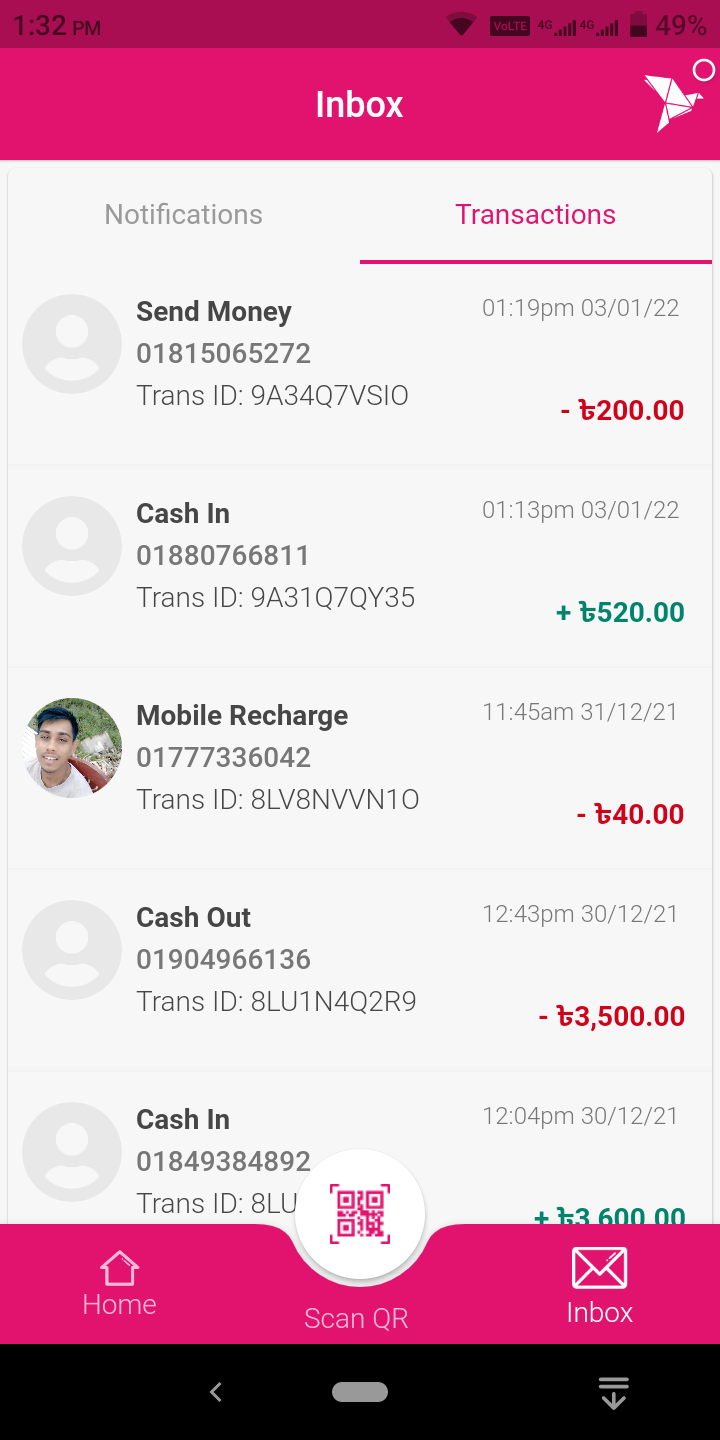 1:32 PM
VoLTE 4G 4G 49%
Inbox
Notifications
Transactions
Send Money
01:19pm 03/01/22
01815065272
Trans ID: 9A34Q7VSIO
- ৳200.00
Cash In
01:13pm 03/01/22
01880766811
Trans ID: 9A31Q7QY35
+ ৳520.00
Mobile Recharge
11:45am 31/12/21
01777336042
Trans ID: 8LV8NVVN1O
- ৳40.00
Cash Out
12:43pm 30/12/21
01904966136
Trans ID: 8LU1N4Q2R9
- ৳3,500.00
Cash In
12:04pm 30/12/21
01849384892
Trans ID: 8LU
+ ৳3,600.00
Home
Scan QR
Inbox